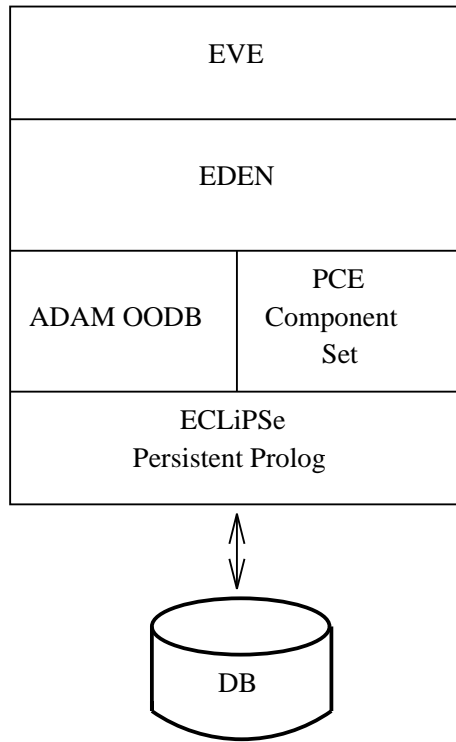 EVE
EDEN
ADAM OODB
PCE
Component
Set
ECLiPSe
Persistent Prolog
DB